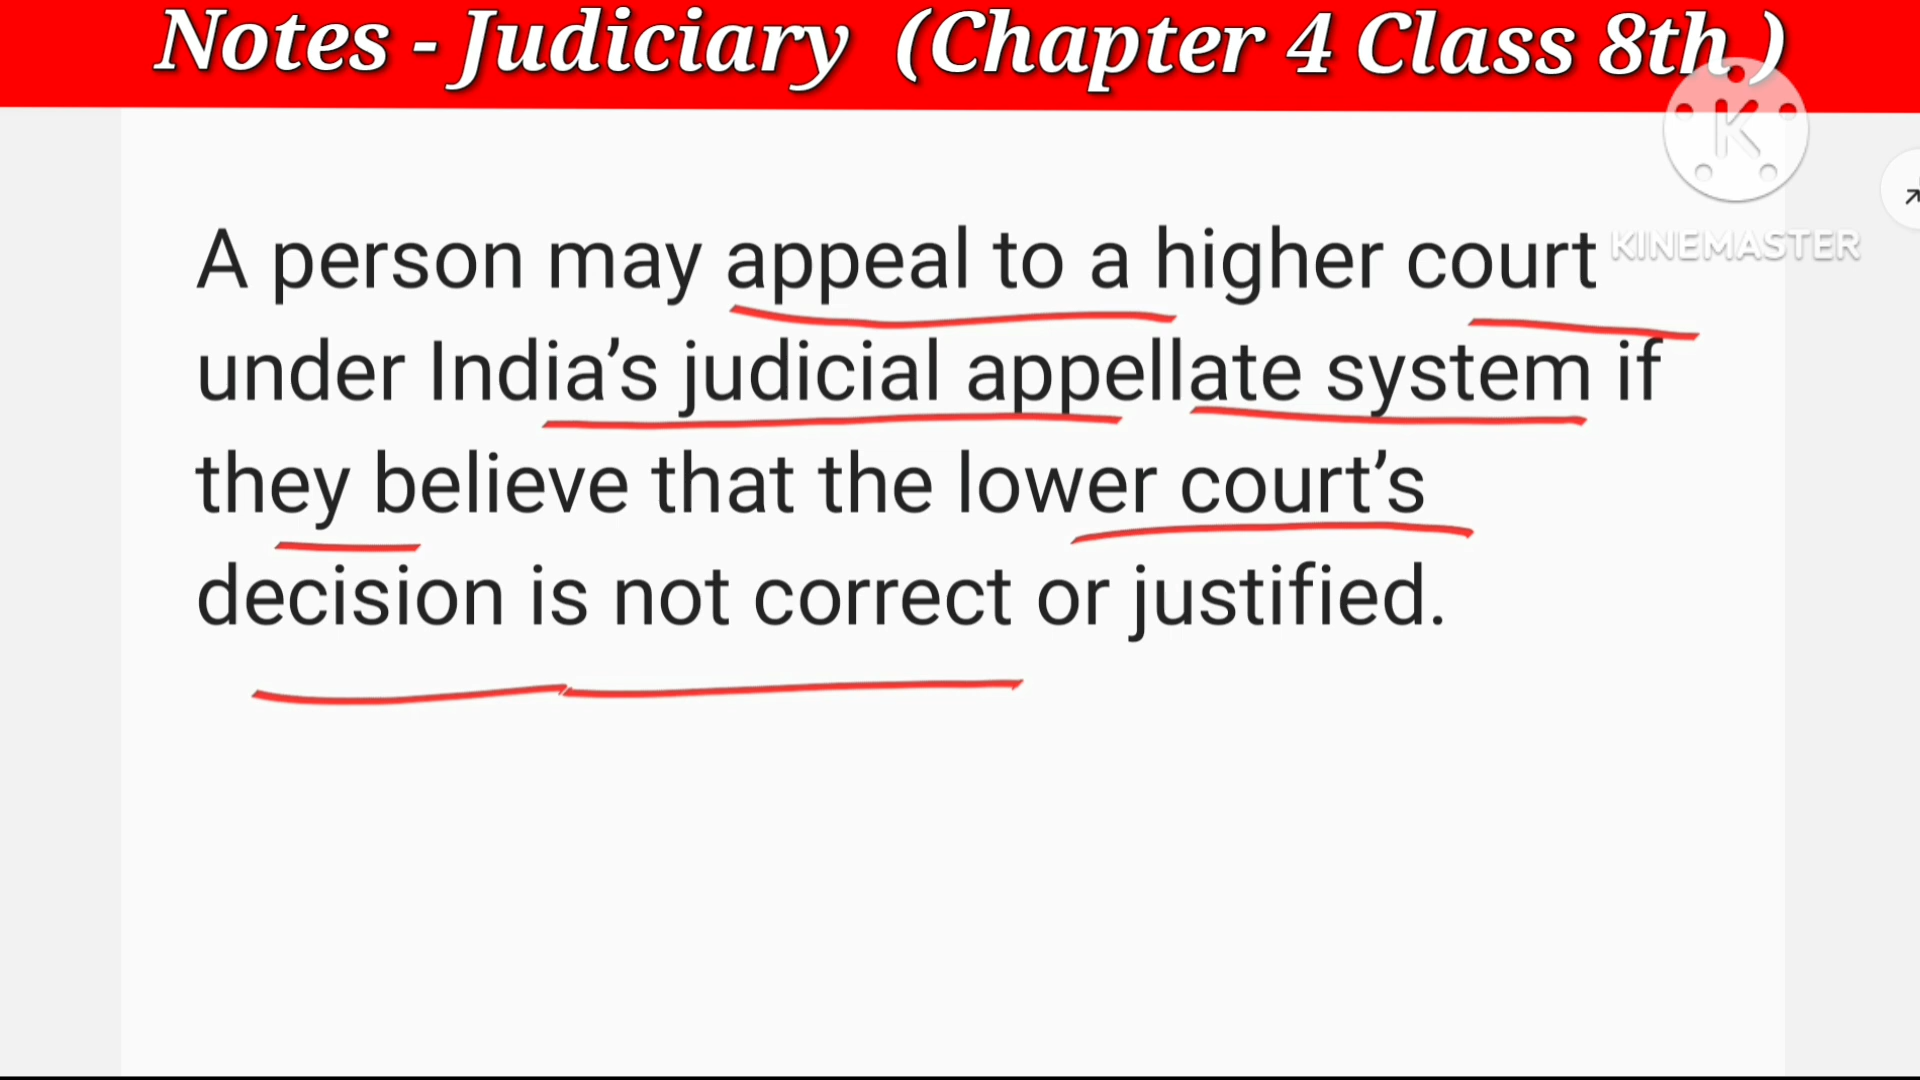 Notes - Judiciary (Chapter 4 Class 8th )
K
KINEMASTER
A person may appeal to a higher court
under India’s judicial appellate system if
they believe that the lower court’s
decision is not correct or justified.